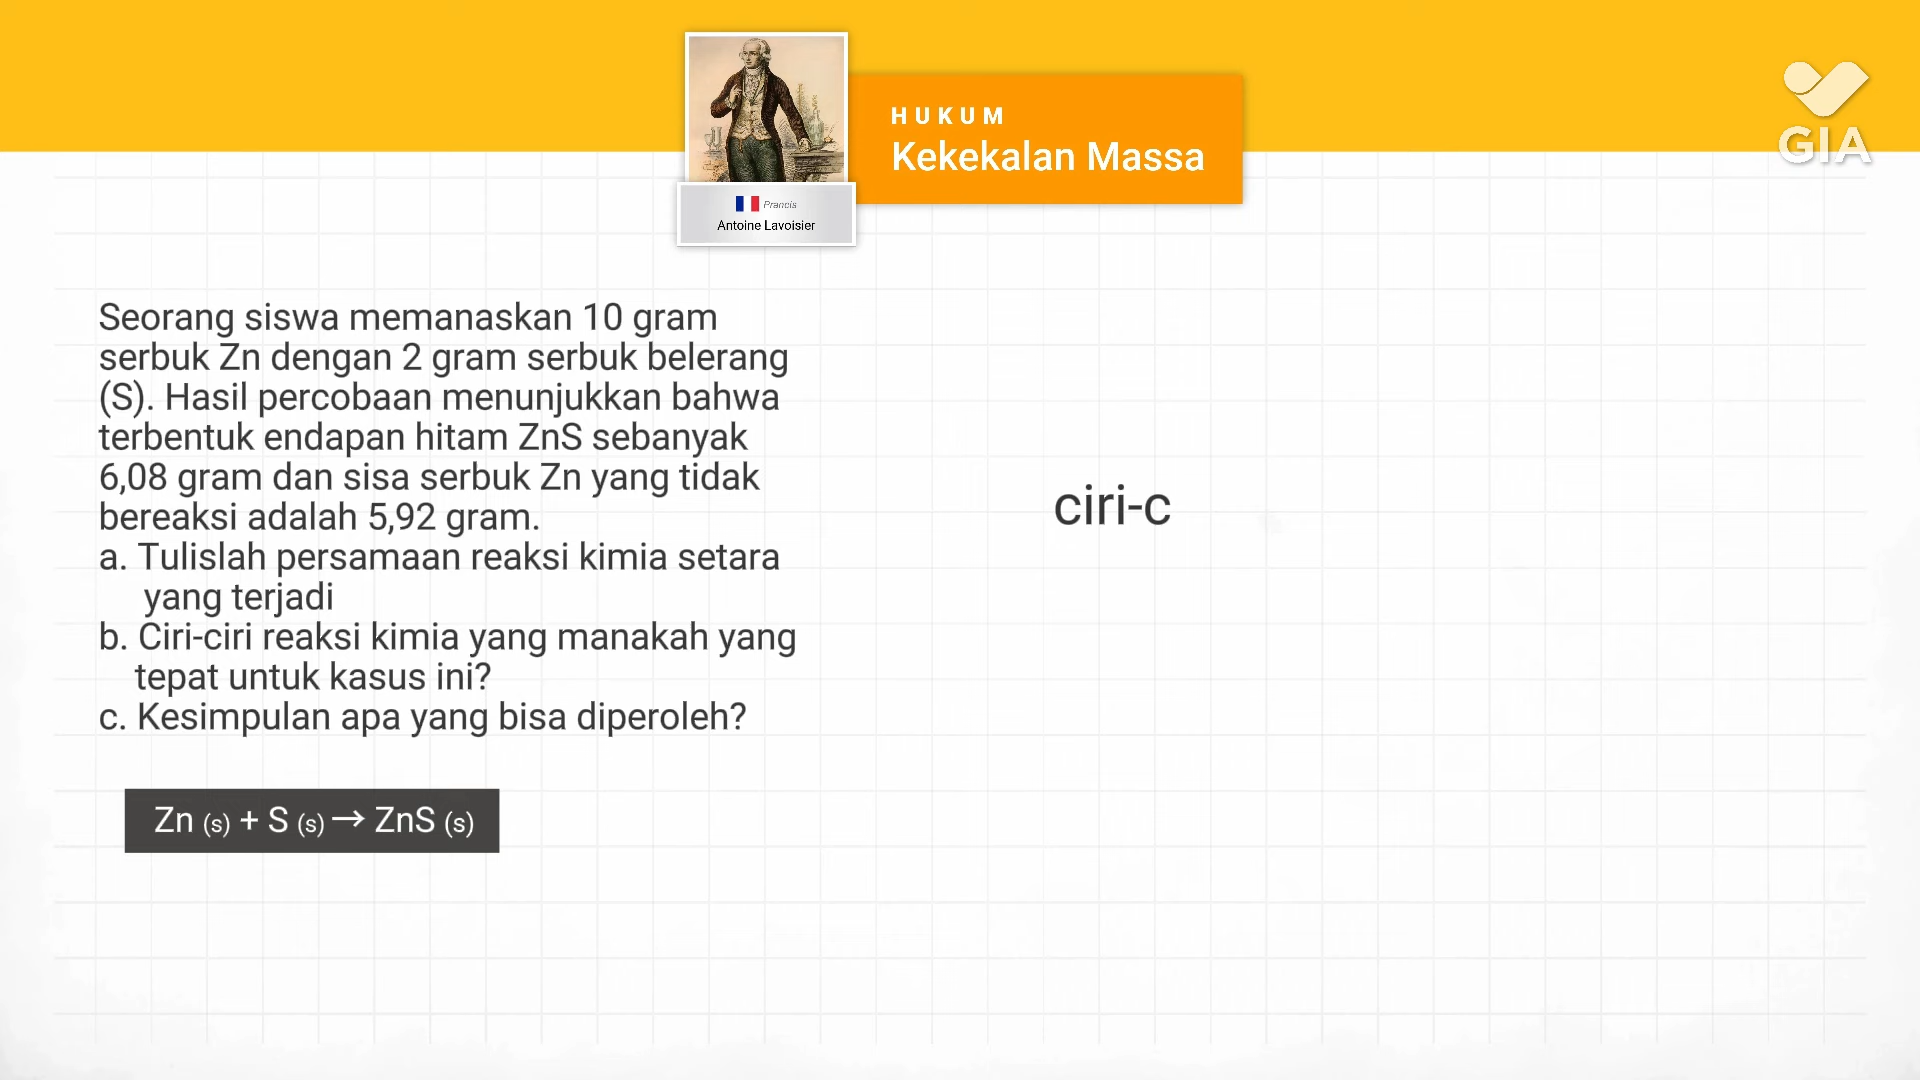 HUKUM
Kekekalan Massa
GIA
Prancis
Antoine Lavoisier
Seorang siswa memanaskan 10 gram
serbuk Zn dengan 2 gram serbuk belerang
(S). Hasil percobaan menunjukkan bahwa
terbentuk endapan hitam ZnS sebanyak
6,08 gram dan sisa serbuk Zn yang tidak
bereaksi adalah 5,92 gram.
a. Tulislah persamaan reaksi kimia setara
yang terjadi
b. Ciri-ciri reaksi kimia yang manakah yang
tepat untuk kasus ini?
c. Kesimpulan apa yang bisa diperoleh?
Zn (s) + S (s) → ZnS (s)
ciri-c